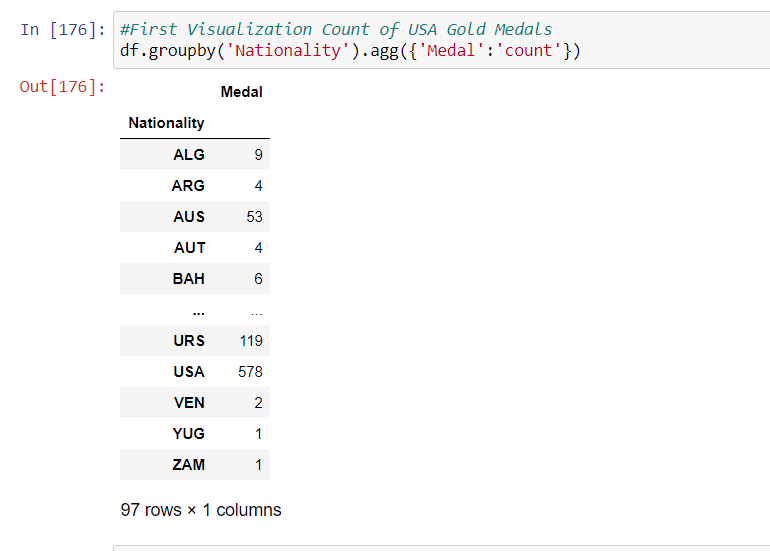 In [176]: #First Visualization Count of USA Gold Medals
df.groupby('Nationality').agg({'Medal':'count'})
Out[176]:
Medal
Nationality
ALG 9
ARG 4
AUS 53
AUT 4
BAH 6
... ...
URS 119
USA 578
VEN 2
YUG 1
ZAM 1
97 rows × 1 columns